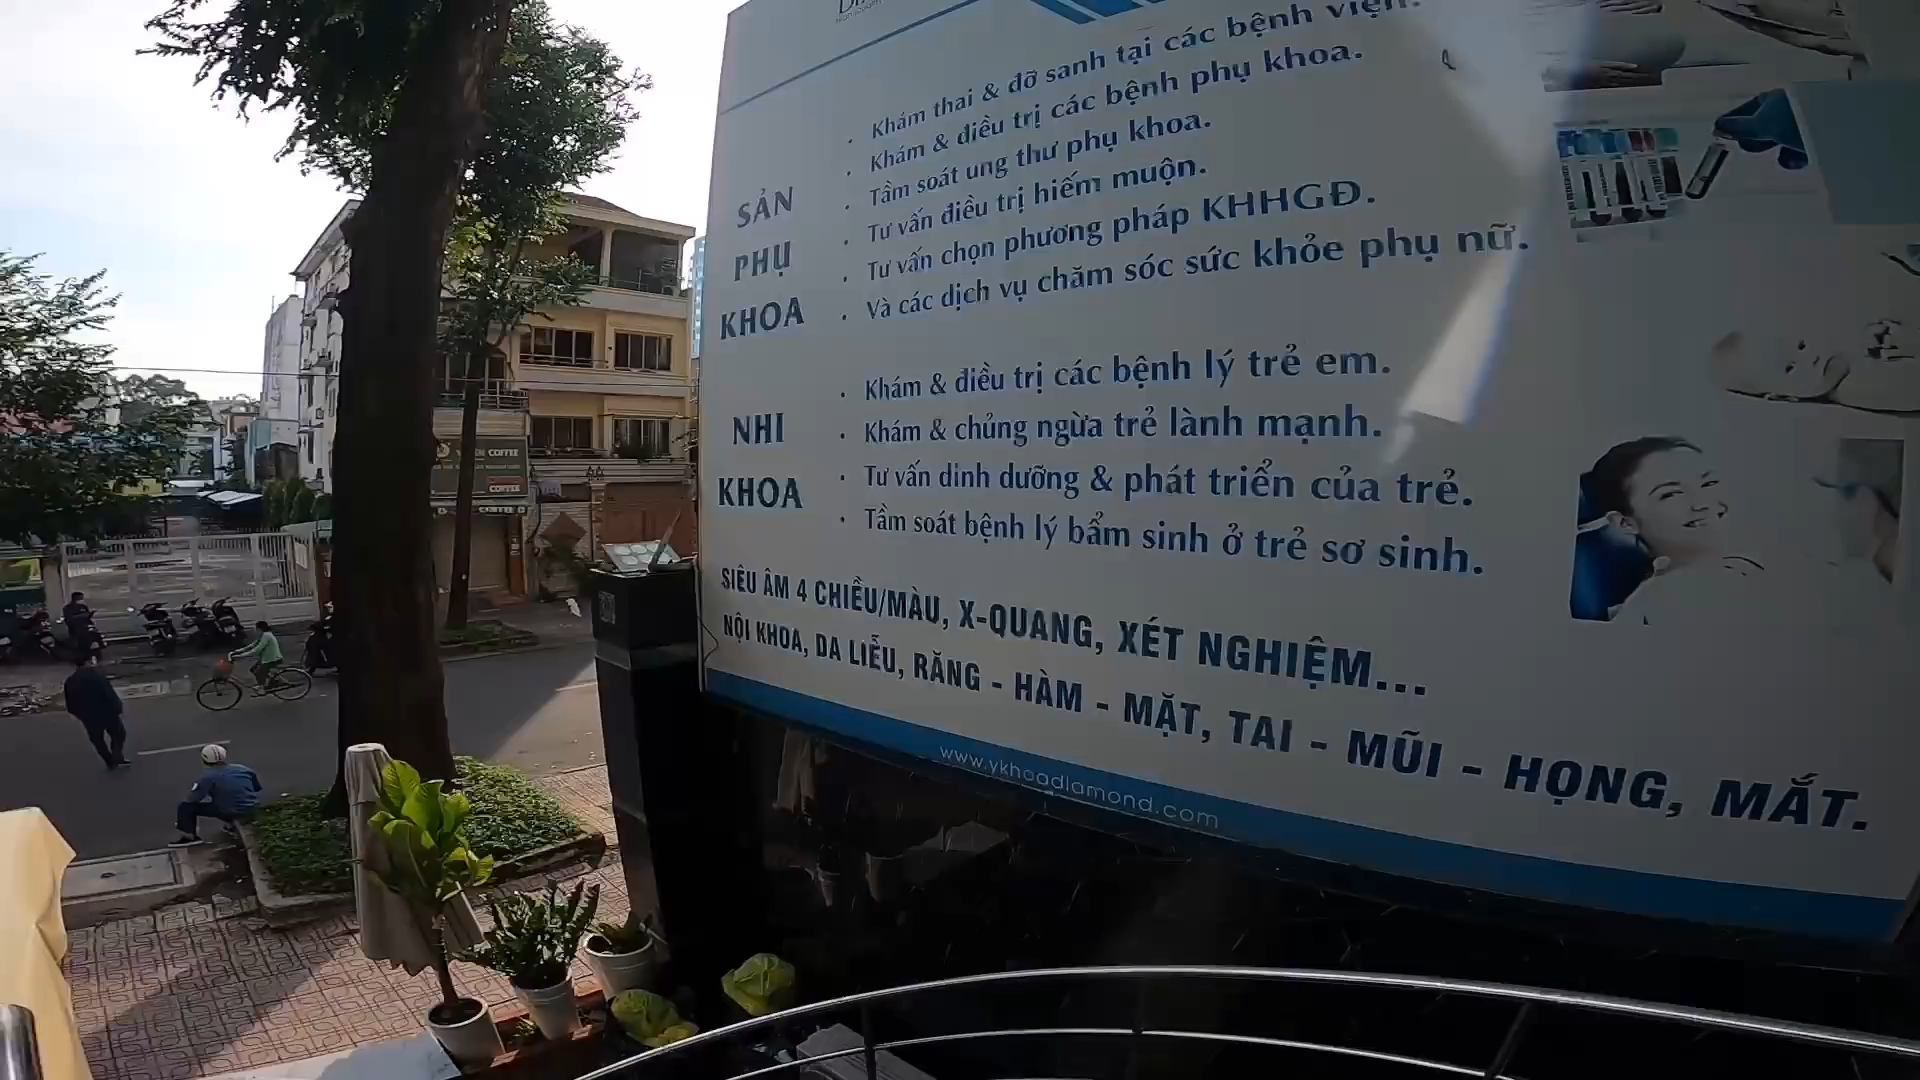 Khám thai & đỡ sanh tại các bệnh viện.
Khám & điều trị các bệnh phụ khoa.
Tầm soát ung thư phụ khoa.
Tư vấn điều trị hiếm muộn.
Tư vấn chọn phương pháp KHHGĐ.
Và các dịch vụ chăm sóc sức khỏe phụ nữ.
SẢN
PHỤ
KHOA
Khám & điều trị các bệnh lý trẻ em.
Khám & chủng ngừa trẻ lành mạnh.
Tư vấn dinh dưỡng & phát triển của trẻ.
Tầm soát bệnh lý bẩm sinh ở trẻ sơ sinh.
NHI
KHOA
SIÊU ÂM 4 CHIỀU/MÀU, X-QUANG, XÉT NGHIỆM...
NỘI KHOA, DA LIỄU, RĂNG - HÀM - MẶT, TAI - MŨI - HỌNG, MẮT.
www.ykhoadiamond.com
COFFEE